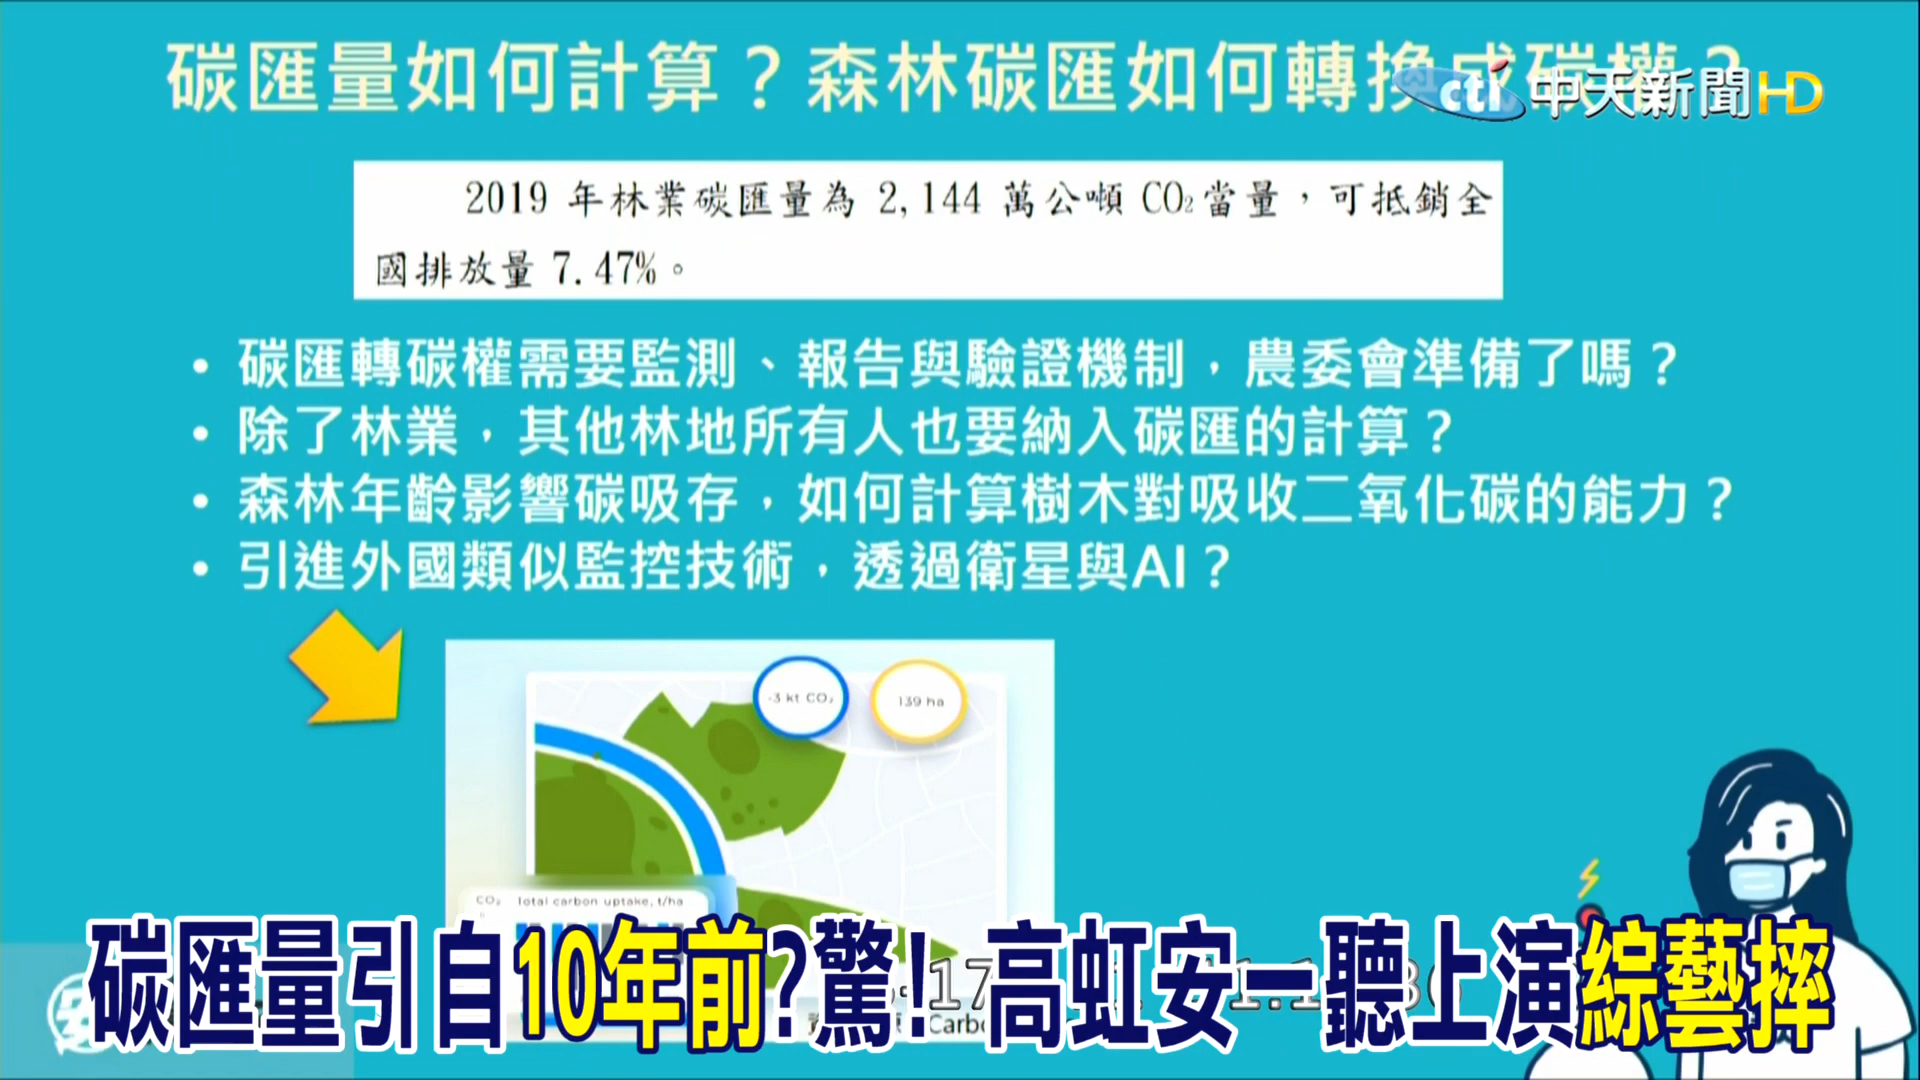 碳匯量如何計算？森林碳匯如何轉換成碳權？
cti 中天新聞HD
2019 年林業碳匯量為 2,144 萬公噸 CO₂當量，可抵銷全
國排放量 7.47%。
• 碳匯轉碳權需要監測、報告與驗證機制，農委會準備了嗎？
• 除了林業，其他林地所有人也要納入碳匯的計算？
• 森林年齡影響碳吸存，如何計算樹木對吸收二氧化碳的能力？
• 引進外國類似監控技術，透過衛星與AI？
-3 kt CO₂
139 ha
CO₂
Total carbon uptake, t/ha
碳匯量引自10年前?驚! 高虹安一聽上演綜藝摔